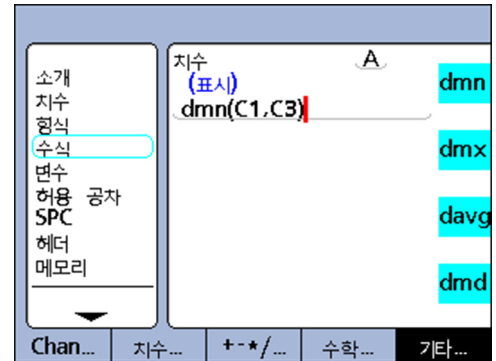 소개
치수
형식
수식
변수
허용 공차
SPC
헤더
메모리
치수
A
(표시)
dmn(C1,C3)
dmn
dmx
davg
dmd
Chan...
치수...
+-*/...
수학...
기타...